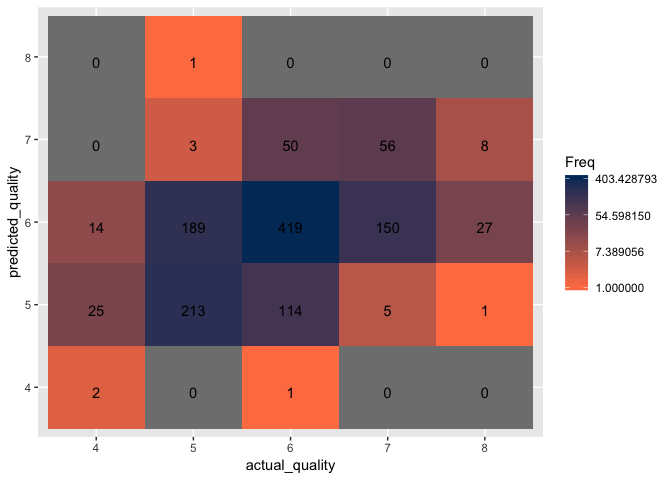 8 0 1 0 0 0
7 0 3 50 56 8
6 14 189 419 150 27
5 25 213 114 5 1
4 2 0 1 0 0
4 5 6 7 8
actual_quality
predicted_quality
Freq
403.428793
54.598150
7.389056
1.000000